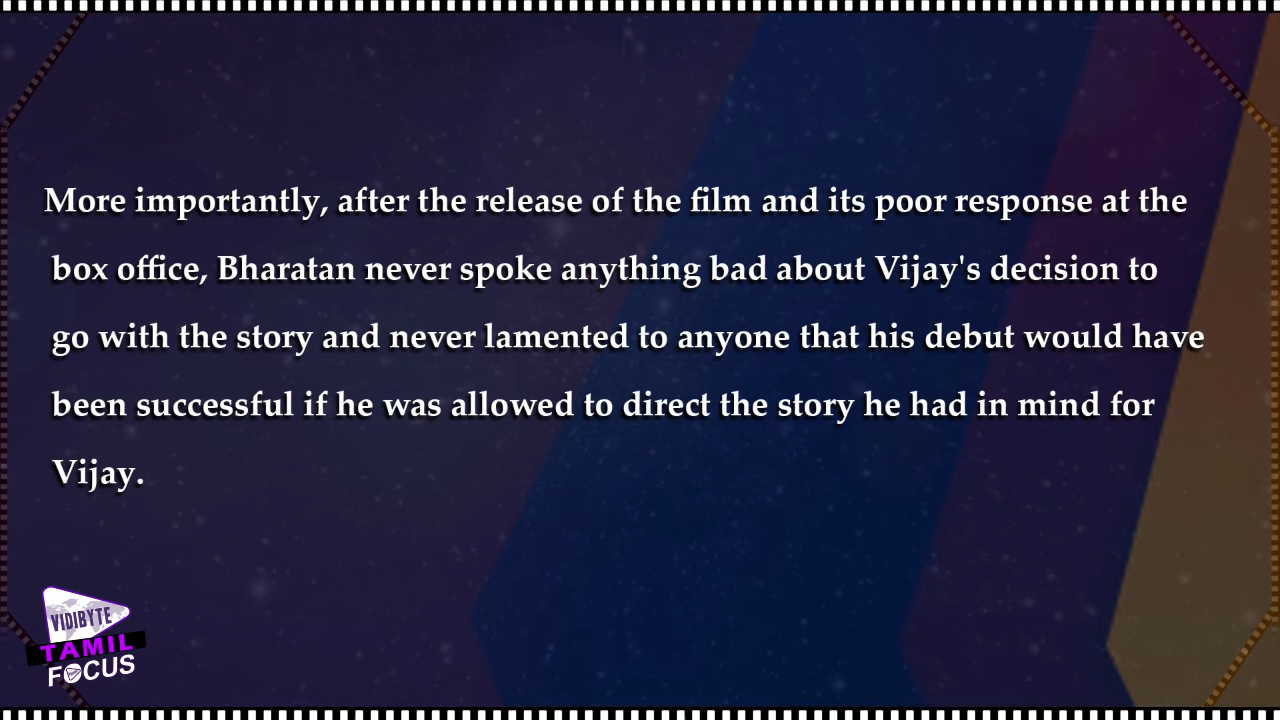 More importantly, after the release of the film and its poor response at the
box office, Bharatan never spoke anything bad about Vijay's decision to
go with the story and never lamented to anyone that his debut would have
been successful if he was allowed to direct the story he had in mind for
Vijay.
VIDIBYTE
TAMIL
FOCUS